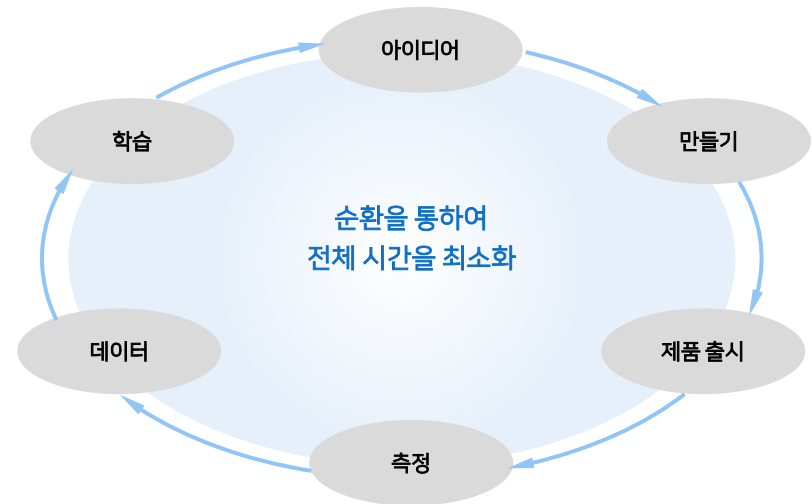 아이디어
학습
만들기
순환을 통하여
전체 시간을 최소화
데이터
제품 출시
측정